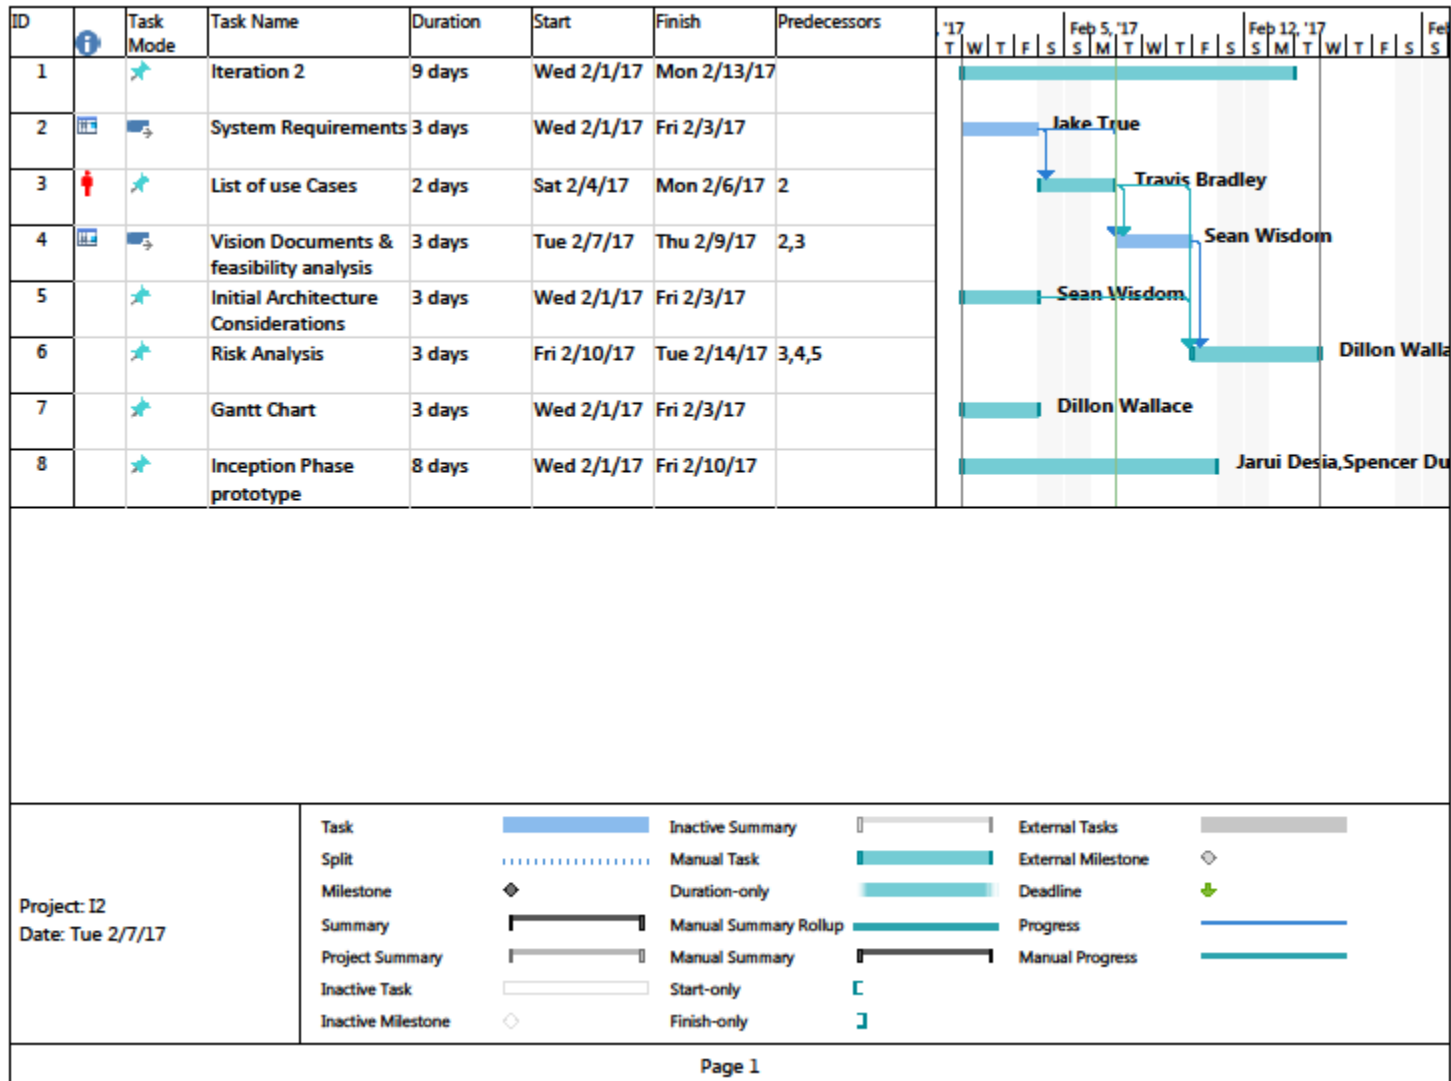 ID Task Mode Task Name Duration Start Finish Predecessors
, '17 Feb 5, '17 Feb 12, '17 Fe
T W T F S S M T W T F S S M T W T F S S
1 Iteration 2 9 days Wed 2/1/17 Mon 2/13/17
2 System Requirements 3 days Wed 2/1/17 Fri 2/3/17 Jake True
3 List of use Cases 2 days Sat 2/4/17 Mon 2/6/17 2 Travis Bradley
4 Vision Documents & feasibility analysis 3 days Tue 2/7/17 Thu 2/9/17 2,3 Sean Wisdom
5 Initial Architecture Considerations 3 days Wed 2/1/17 Fri 2/3/17 Sean Wisdom
6 Risk Analysis 3 days Fri 2/10/17 Tue 2/14/17 3,4,5 Dillon Walla
7 Gantt Chart 3 days Wed 2/1/17 Fri 2/3/17 Dillon Wallace
8 Inception Phase prototype 8 days Wed 2/1/17 Fri 2/10/17 Jarui Desia,Spencer Du
Project: I2
Date: Tue 2/7/17
Task
Split
Milestone
Summary
Project Summary
Inactive Task
Inactive Milestone
Inactive Summary
Manual Task
Duration-only
Manual Summary Rollup
Manual Summary
Start-only
Finish-only
External Tasks
External Milestone
Deadline
Progress
Manual Progress
Page 1